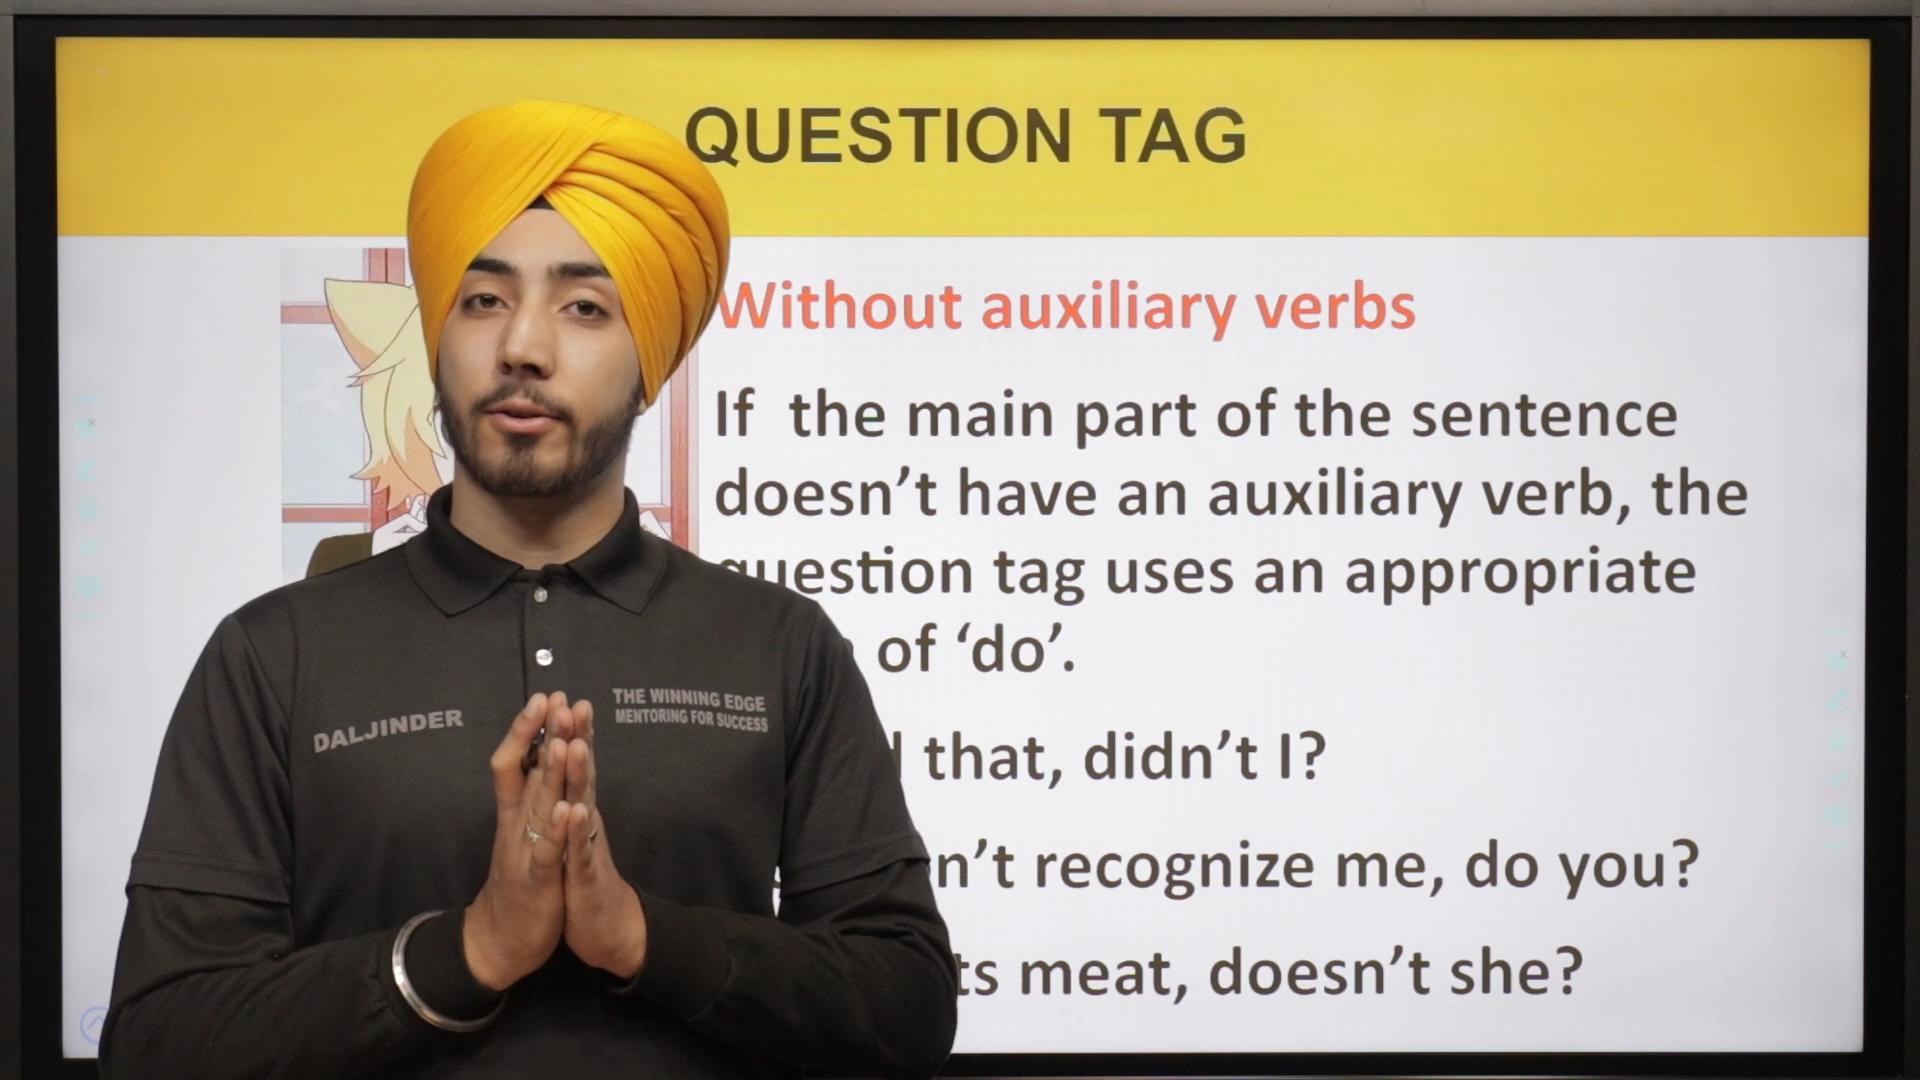 QUESTION TAG
Without auxiliary verbs
If the main part of the sentence
doesn’t have an auxiliary verb, the
question tag uses an appropriate
of ‘do’.
that, didn’t I?
n’t recognize me, do you?
ts meat, doesn’t she?
DALJINDER
THE WINNING EDGE
MENTORING FOR SUCCESS